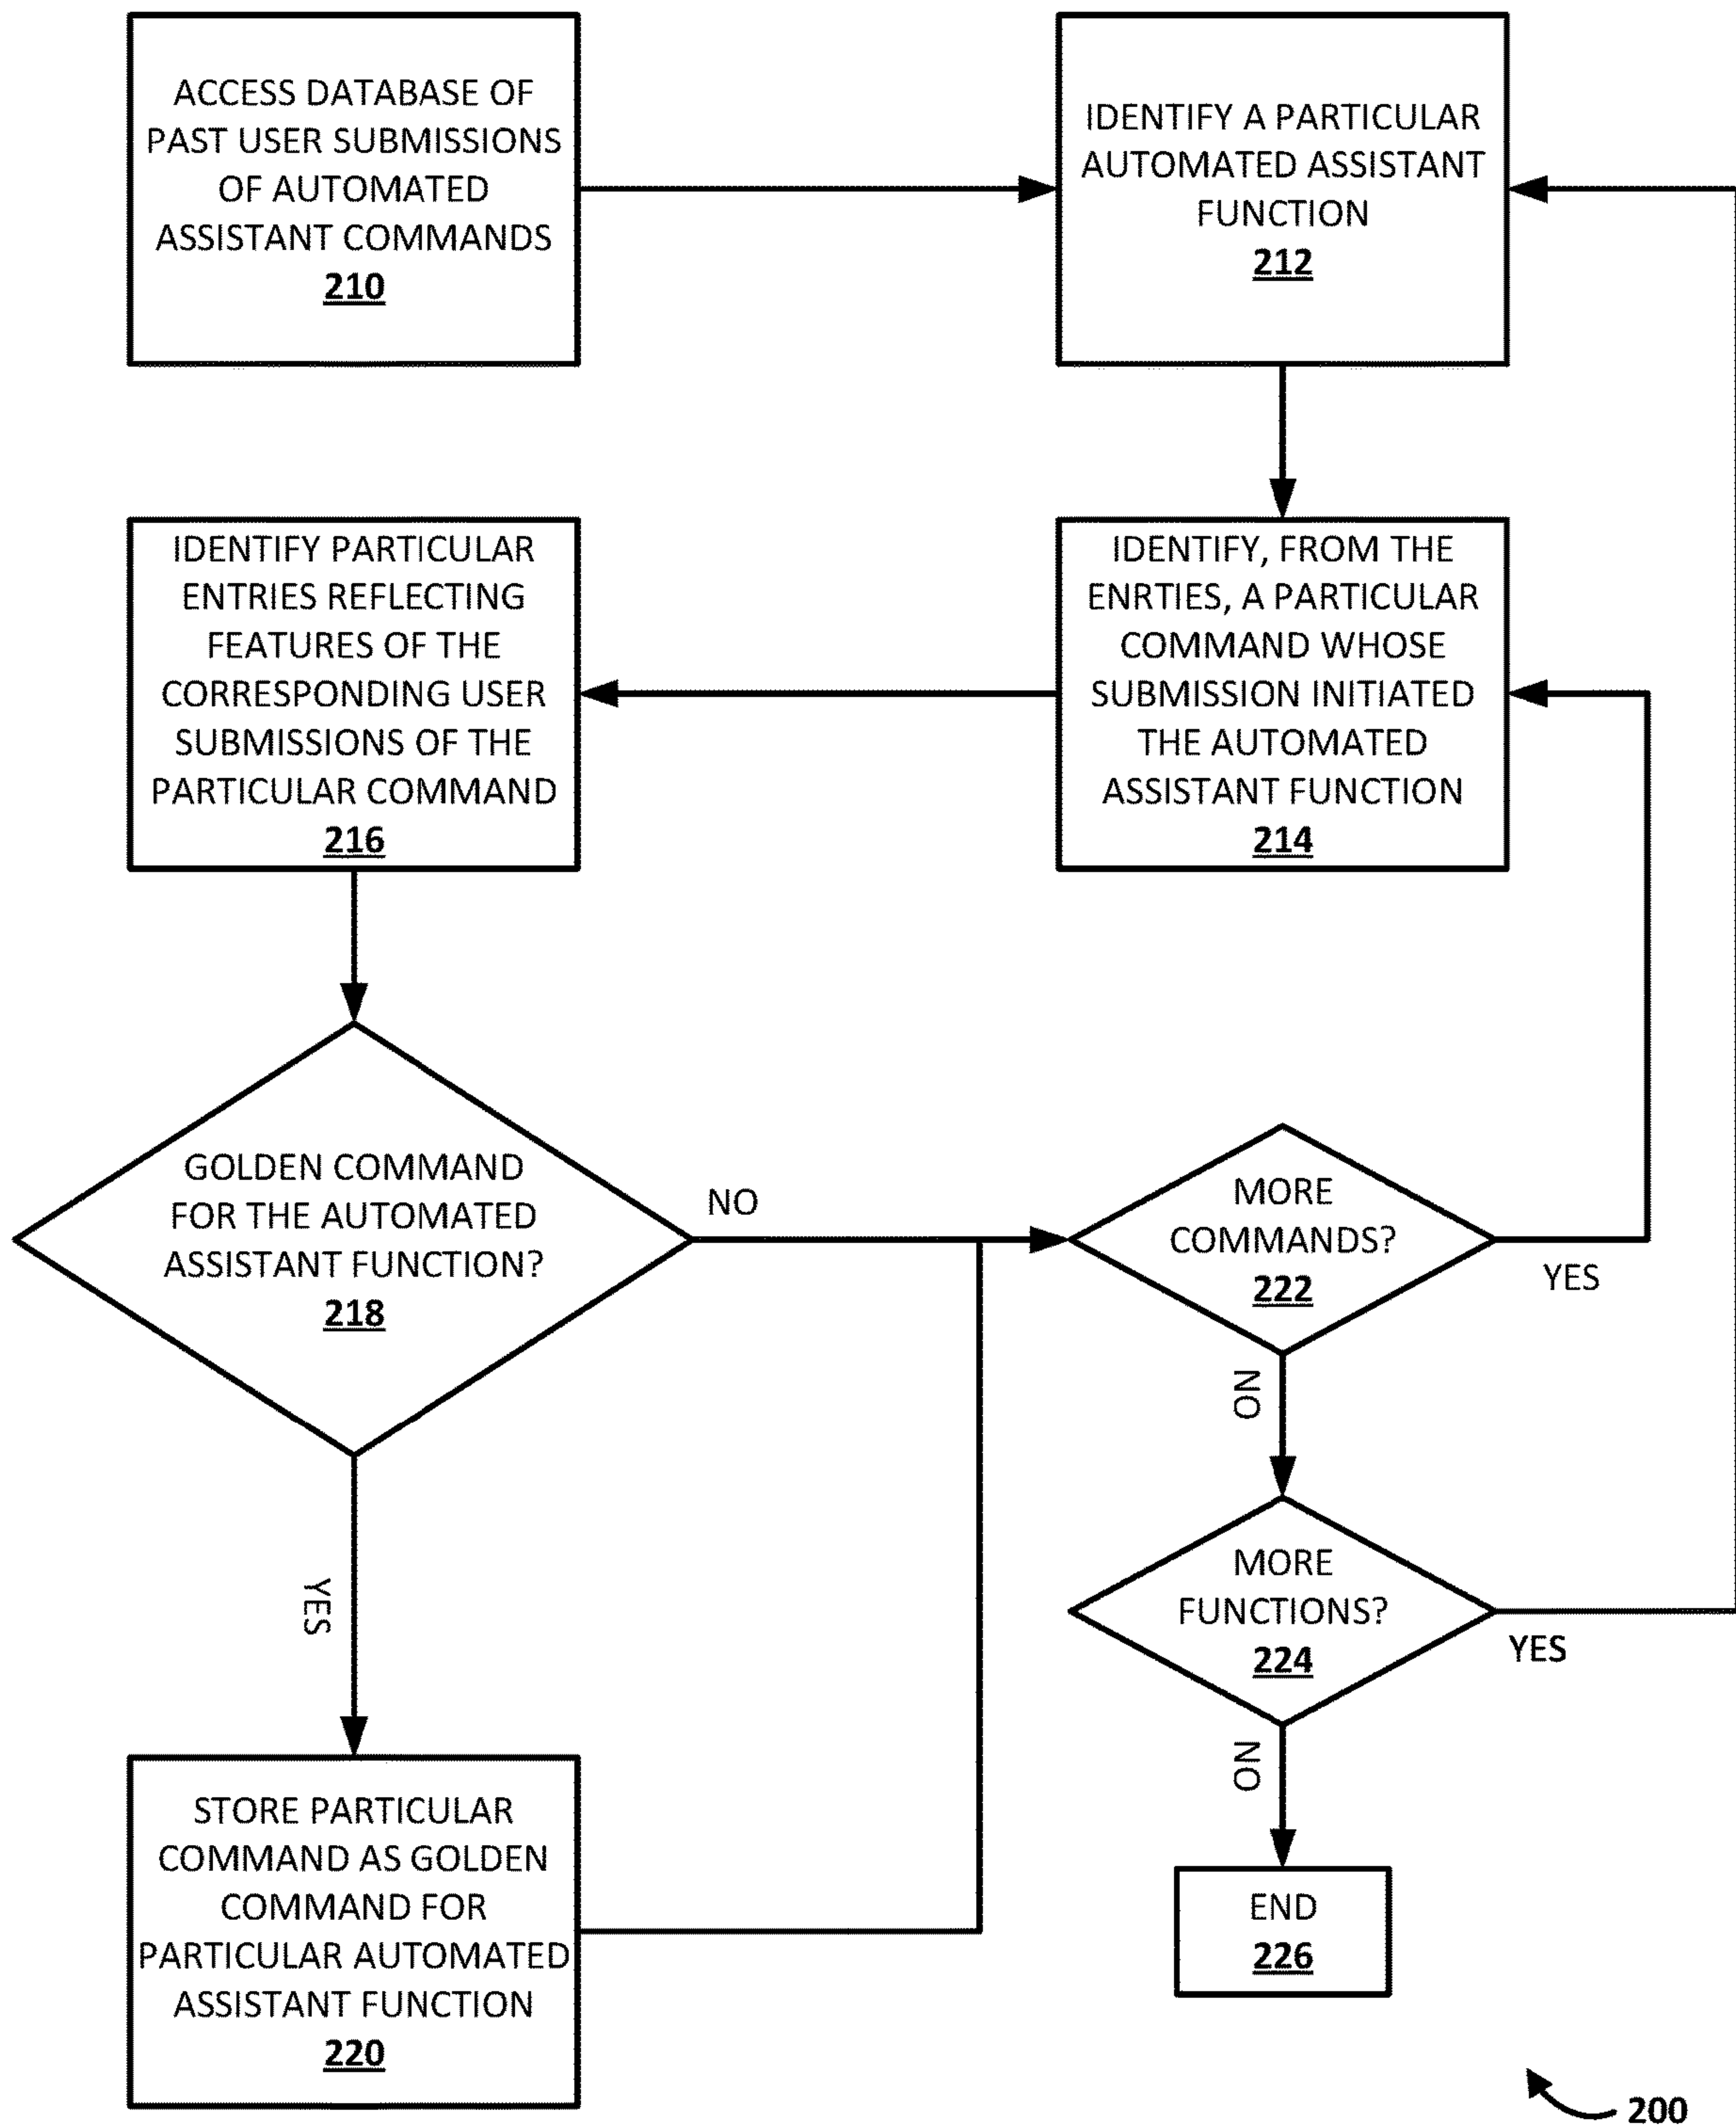 ACCESS DATABASE OF
PAST USER SUBMISSIONS
OF AUTOMATED
ASSISTANT COMMANDS
210
IDENTIFY A PARTICULAR
AUTOMATED ASSISTANT
FUNCTION
212
IDENTIFY, FROM THE
ENRTIES, A PARTICULAR
COMMAND WHOSE
SUBMISSION INITIATED
THE AUTOMATED
ASSISTANT FUNCTION
214
IDENTIFY PARTICULAR
ENTRIES REFLECTING
FEATURES OF THE
CORRESPONDING USER
SUBMISSIONS OF THE
PARTICULAR COMMAND
216
GOLDEN COMMAND
FOR THE AUTOMATED
ASSISTANT FUNCTION?
218
NO
YES
STORE PARTICULAR
COMMAND AS GOLDEN
COMMAND FOR
PARTICULAR AUTOMATED
ASSISTANT FUNCTION
220
MORE
COMMANDS?
222
YES
NO
MORE
FUNCTIONS?
224
YES
NO
END
226
200